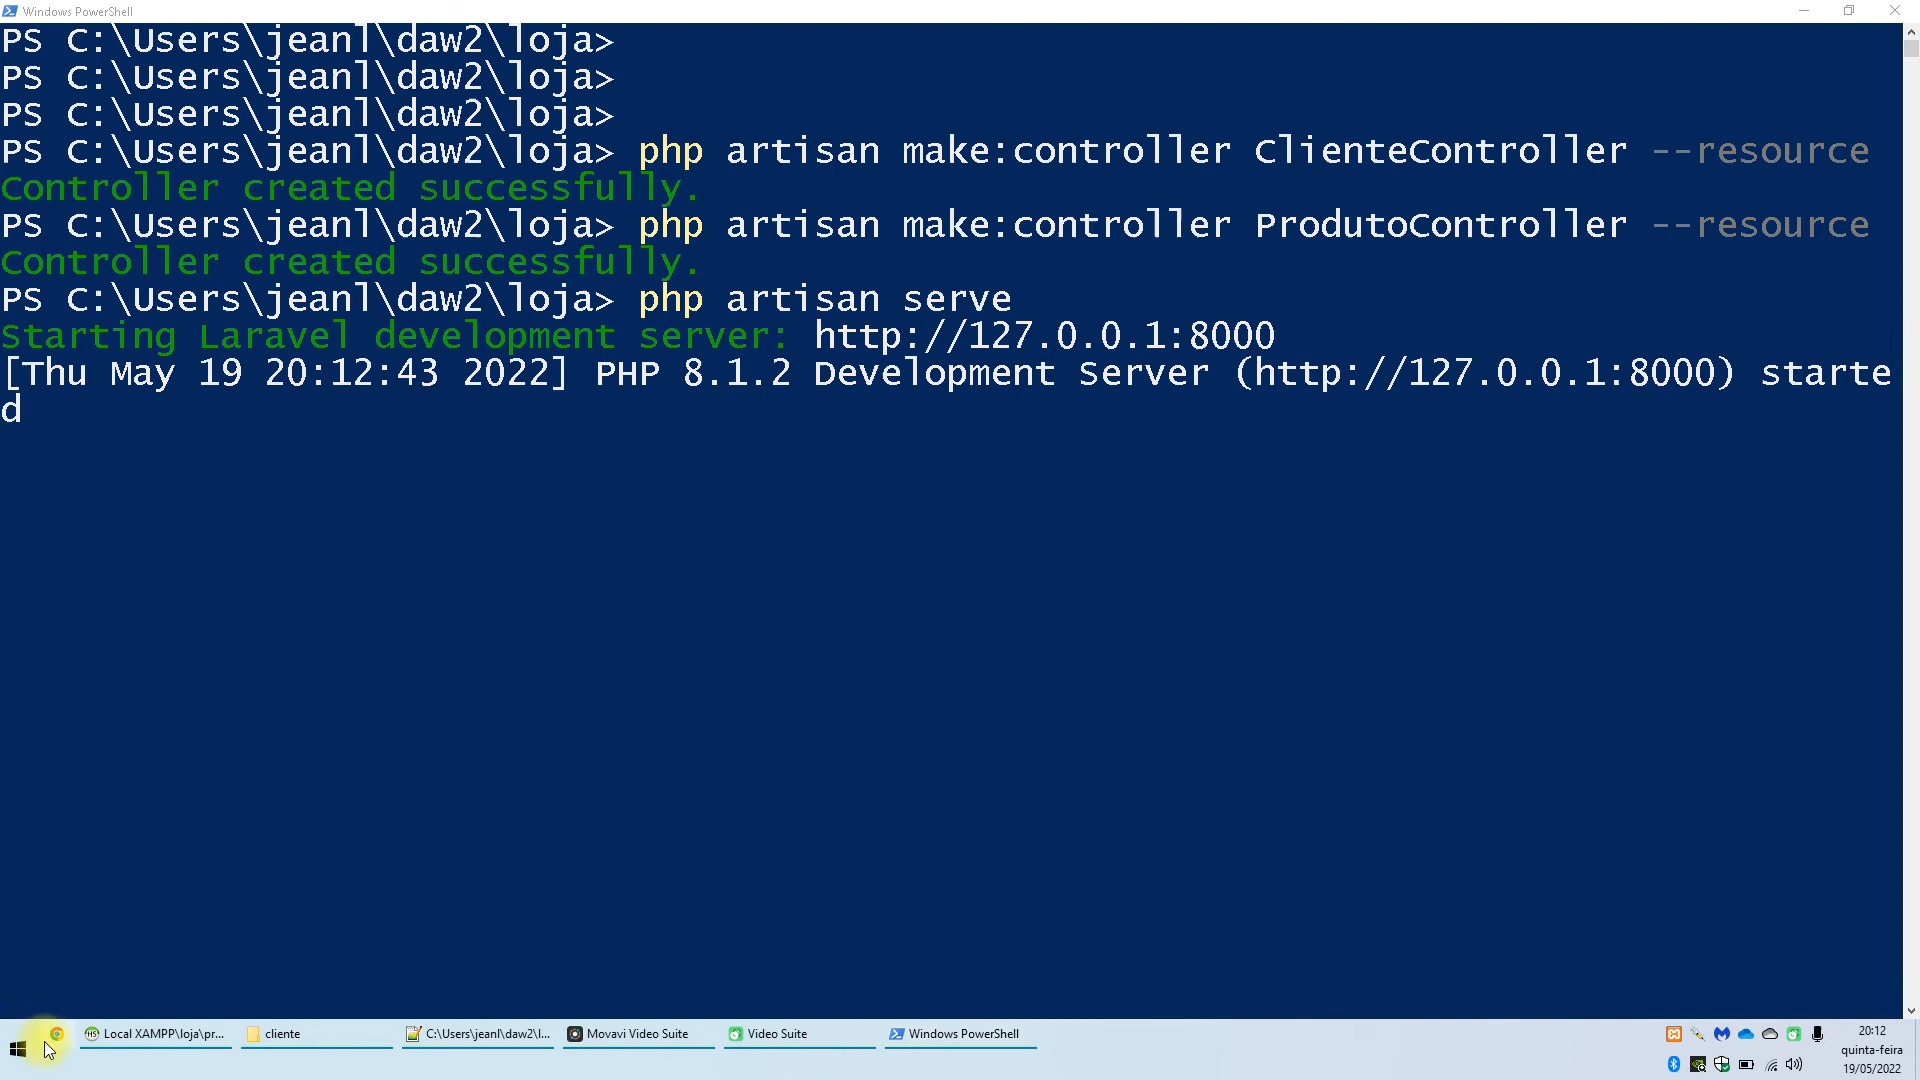 Windows PowerShell
PS C:\Users\jeanl\daw2\loja>
PS C:\Users\jeanl\daw2\loja>
PS C:\Users\jeanl\daw2\loja>
PS C:\Users\jeanl\daw2\loja> php artisan make:controller ClienteController --resource
Controller created successfully.
PS C:\Users\jeanl\daw2\loja> php artisan make:controller ProdutoController --resource
Controller created successfully.
PS C:\Users\jeanl\daw2\loja> php artisan serve
Starting Laravel development server: http://127.0.0.1:8000
[Thu May 19 20:12:43 2022] PHP 8.1.2 Development Server (http://127.0.0.1:8000) starte
d
HS Local XAMPP\loja\pr... cliente C:\Users\jeanl\daw2\l... Movavi Video Suite Video Suite Windows PowerShell 20:12
quinta-feira
19/05/2022